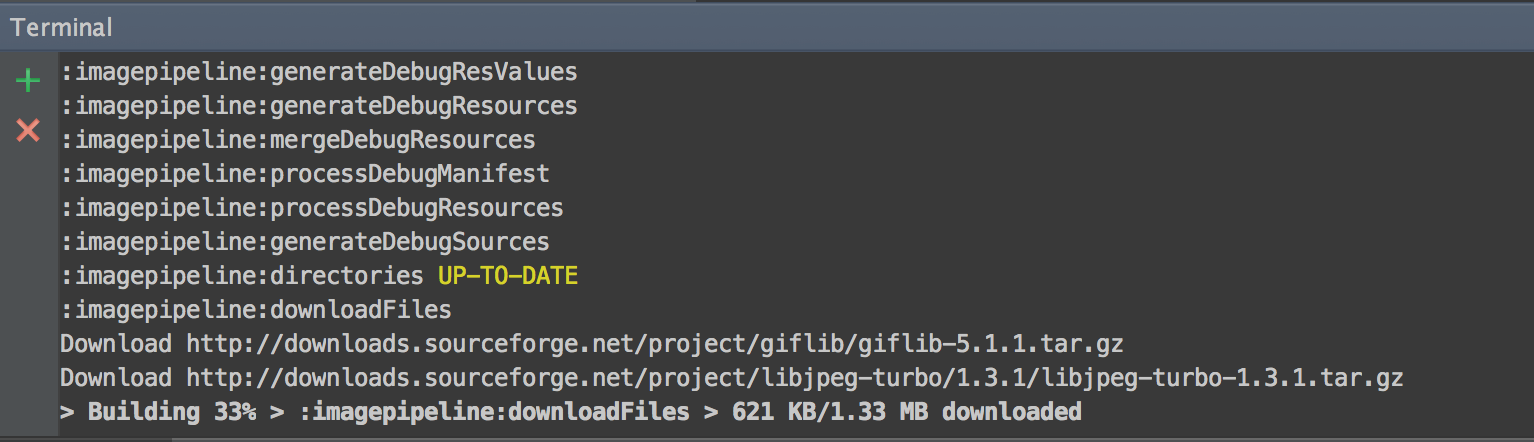 Terminal
:imagepipeline:generateDebugResValues
:imagepipeline:generateDebugResources
:imagepipeline:mergeDebugResources
:imagepipeline:processDebugManifest
:imagepipeline:processDebugResources
:imagepipeline:generateDebugSources
:imagepipeline:directories UP-TO-DATE
:imagepipeline:downloadFiles
Download http://downloads.sourceforge.net/project/giflib/giflib-5.1.1.tar.gz
Download http://downloads.sourceforge.net/project/libjpeg-turbo/1.3.1/libjpeg-turbo-1.3.1.tar.gz
> Building 33% > :imagepipeline:downloadFiles > 621 KB/1.33 MB downloaded